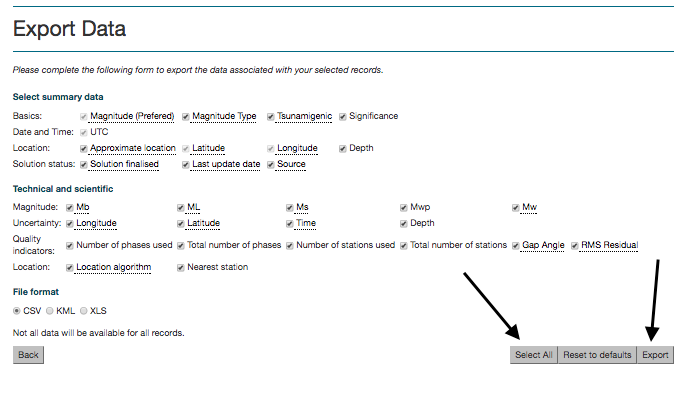 Export Data
Please complete the following form to export the data associated with your selected records.
Select summary data
Basics: Magnitude (Prefered) Magnitude Type Tsunamigenic Significance
Date and Time: UTC
Location: Approximate location Latitude Longitude Depth
Solution status: Solution finalised Last update date Source
Technical and scientific
Magnitude: Mb ML Ms Mwp Mw
Uncertainty: Longitude Latitude Time Depth
Quality
indicators: Number of phases used Total number of phases Number of stations used Total number of stations Gap Angle RMS Residual
Location: Location algorithm Nearest station
File format
CSV KML XLS
Not all data will be available for all records.
Back Select All Reset to defaults Export